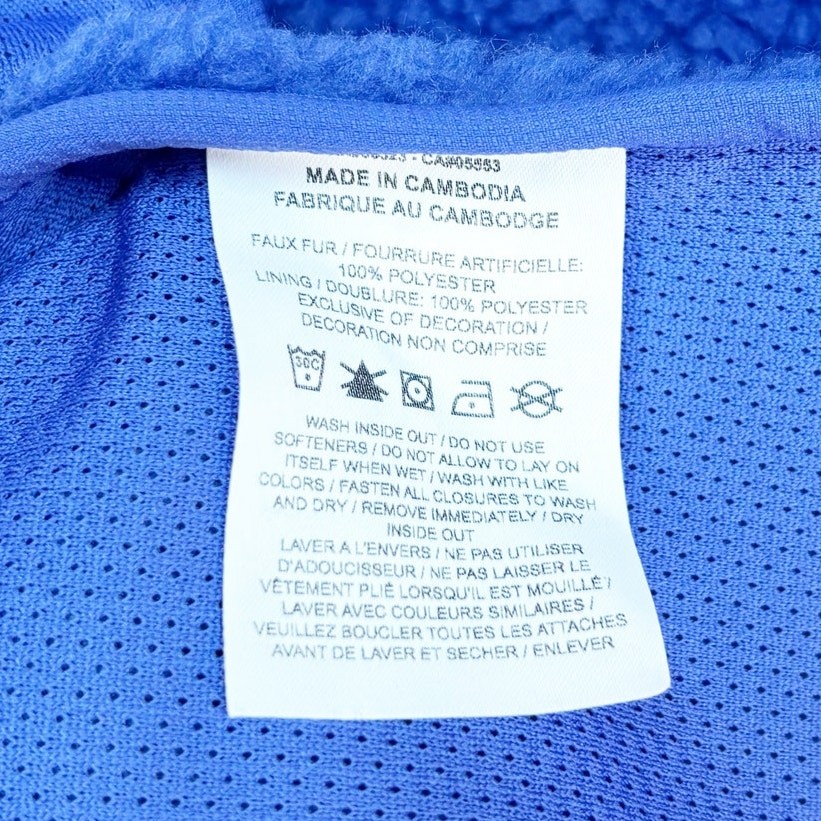 CA#05553
MADE IN CAMBODIA
FABRIQUE AU CAMBODGE
FAUX FUR / FOURRURE ARTIFICIELLE:
100% POLYESTER
LINING / DOUBLURE: 100% POLYESTER
EXCLUSIVE OF DECORATION /
DECORATION NON COMPRISE
30C
WASH INSIDE OUT / DO NOT USE
SOFTENERS / DO NOT ALLOW TO LAY ON
ITSELF WHEN WET / WASH WITH LIKE
COLORS / FASTEN ALL CLOSURES TO WASH
AND DRY / REMOVE IMMEDIATELY / DRY
INSIDE OUT
LAVER A L'ENVERS / NE PAS UTILISER
D'ADOUCISSEUR / NE PAS LAISSER LE
VÊTEMENT PLIÉ LORSQU'IL EST MOUILLÉ /
LAVER AVEC COULEURS SIMILAIRES /
VEUILLEZ BOUCLER TOUTES LES ATTACHES
AVANT DE LAVER ET SECHER / ENLEVER